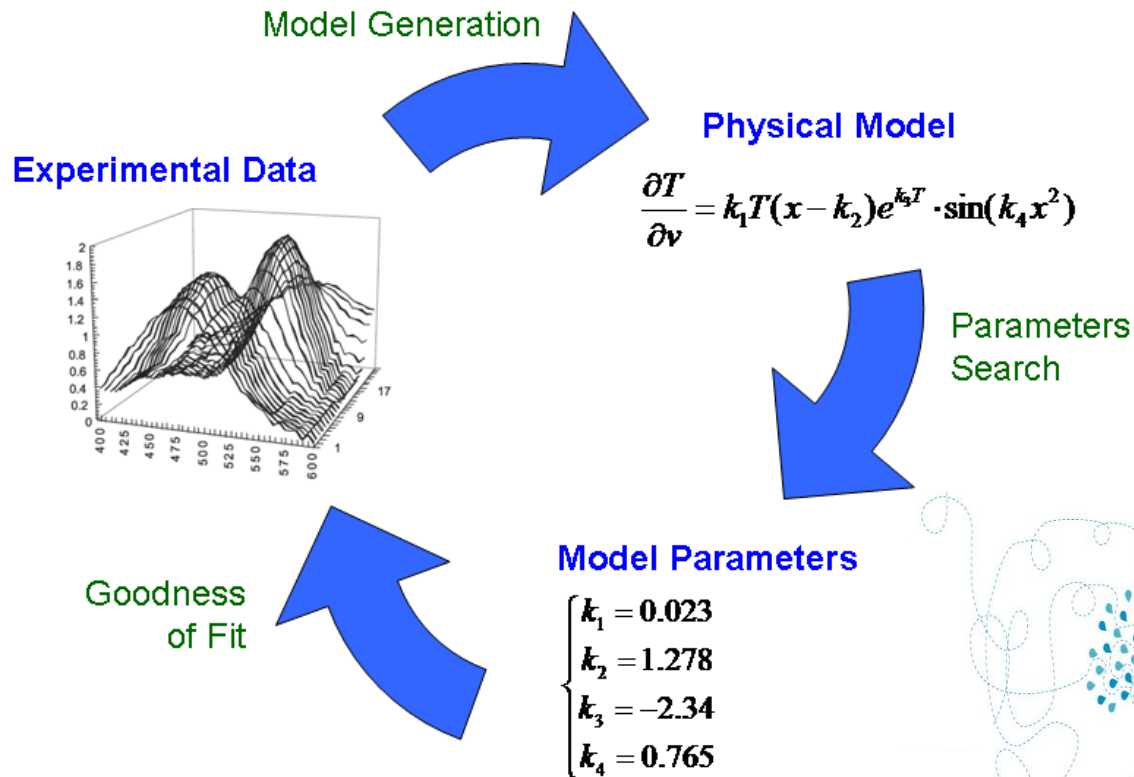 Model Generation
Physical Model
∂T/∂v = k₁T(x − k₂)e^{k₃T} · sin(k₄x²)
Experimental Data
2
1.8
1.6
1.4
1.2
1
0.8
0.6
0.4
0.2
0
400
425
450
475
500
525
550
575
600
1
9
17
Parameters
Search
Model Parameters
k₁ = 0.023
k₂ = 1.278
k₃ = −2.34
k₄ = 0.765
Goodness
of Fit